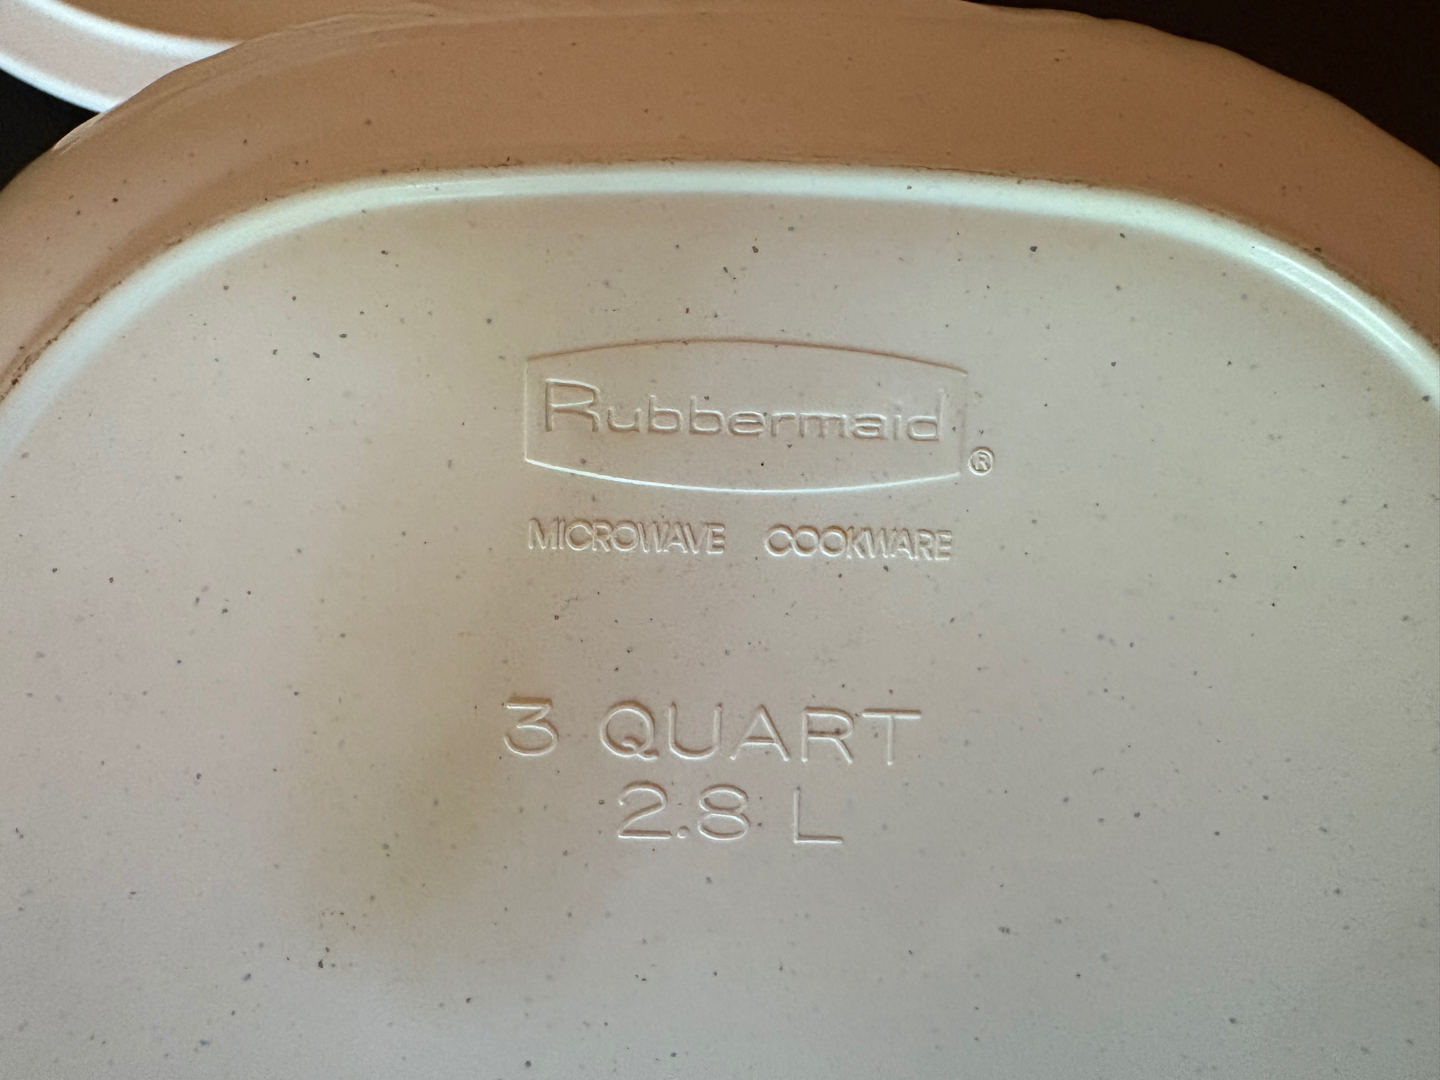 Rubbermaid®
MICROWAVE COOKWARE
3 QUART
2.8 L